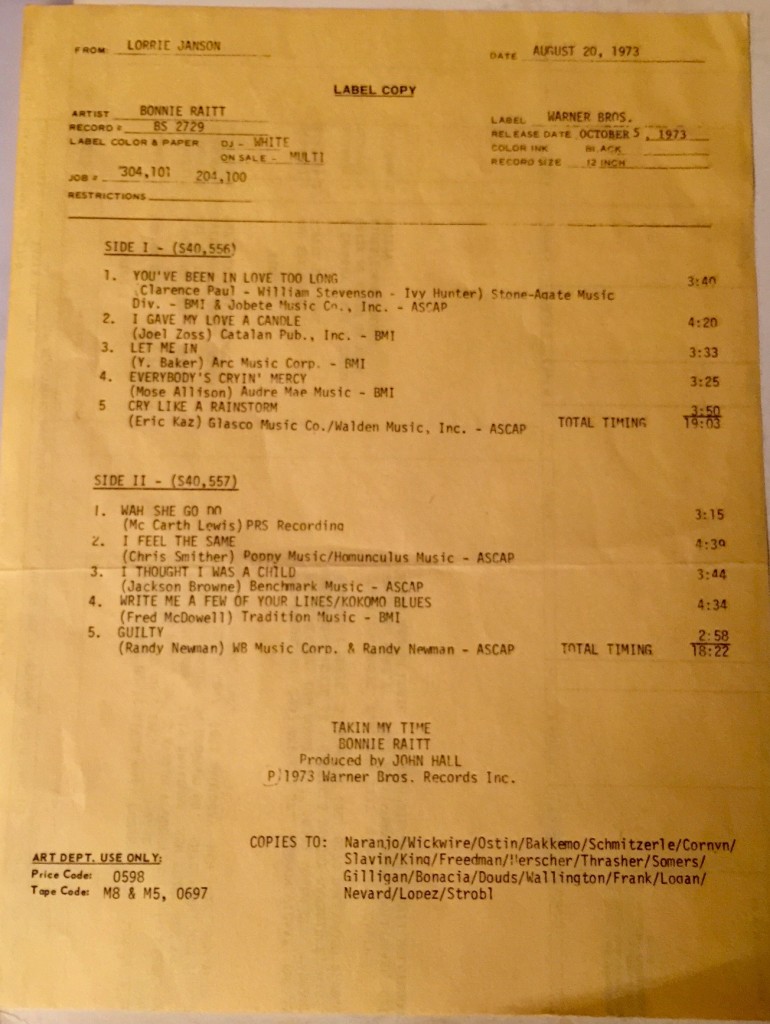 FROM: LORRIE JANSON
DATE AUGUST 20, 1973
LABEL COPY
ARTIST BONNIE RAITT
LABEL WARNER BROS.
RECORD # BS 2729
RELEASE DATE OCTOBER 5, 1973
LABEL COLOR & PAPER DJ - WHITE
COLOR INK BLACK
ON SALE - MULTI
RECORD SIZE 12 INCH
JOB # 304,101 204,100
RESTRICTIONS
SIDE I - (S40,556)
1. YOU'VE BEEN IN LOVE TOO LONG 3:40
(Clarence Paul - William Stevenson - Ivy Hunter) Stone-Agate Music
Div. - BMI & Jobete Music Co., Inc. - ASCAP
2. I GAVE MY LOVE A CANDLE 4:20
(Joel Zoss) Catalan Pub., Inc. - BMI
3. LET ME IN 3:33
(Y. Baker) Arc Music Corp. - BMI
4. EVERYBODY'S CRYIN' MERCY 3:25
(Mose Allison) Audre Mae Music - BMI
5 CRY LIKE A RAINSTORM 3:50
(Eric Kaz) Glasco Music Co./Walden Music, Inc. - ASCAP TOTAL TIMING 19:03
SIDE II - (S40,557)
1. WAH SHE GO DO 3:15
(Mc Carth Lewis) PRS Recording
2. I FEEL THE SAME 4:39
(Chris Smither) Poppy Music/Homunculus Music - ASCAP
3. I THOUGHT I WAS A CHILD 3:44
(Jackson Browne) Benchmark Music - ASCAP
4. WRITE ME A FEW OF YOUR LINES/KOKOMO BLUES 4:34
(Fred McDowell) Tradition Music - BMI
5. GUILTY 2:58
(Randy Newman) WB Music Corp. & Randy Newman - ASCAP TOTAL TIMING 18:22
TAKIN MY TIME
BONNIE RAITT
Produced by JOHN HALL
P 1973 Warner Bros. Records Inc.
COPIES TO: Naranjo/Wickwire/Ostin/Bakkemo/Schmitzerle/Cornyn/
Slavin/King/Freedman/Herscher/Thrasher/Somers/
Gilligan/Bonacia/Douds/Wallington/Frank/Logan/
Nevard/Lopez/Strobl
ART DEPT. USE ONLY:
Price Code: 0598
Tape Code: M8 & M5, 0697